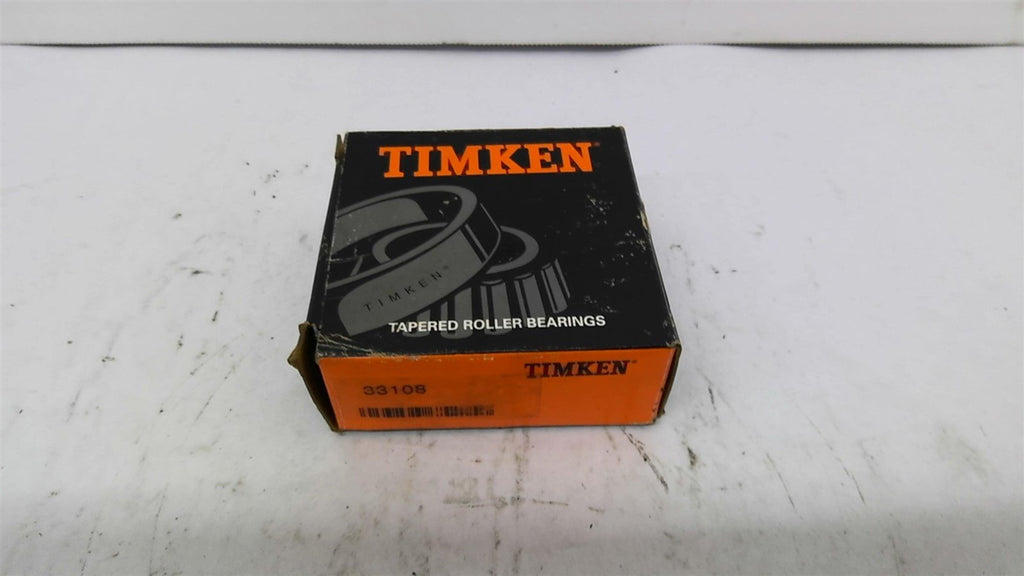 TIMKEN®
TIMKEN®
TAPERED ROLLER BEARINGS
TIMKEN®
33108